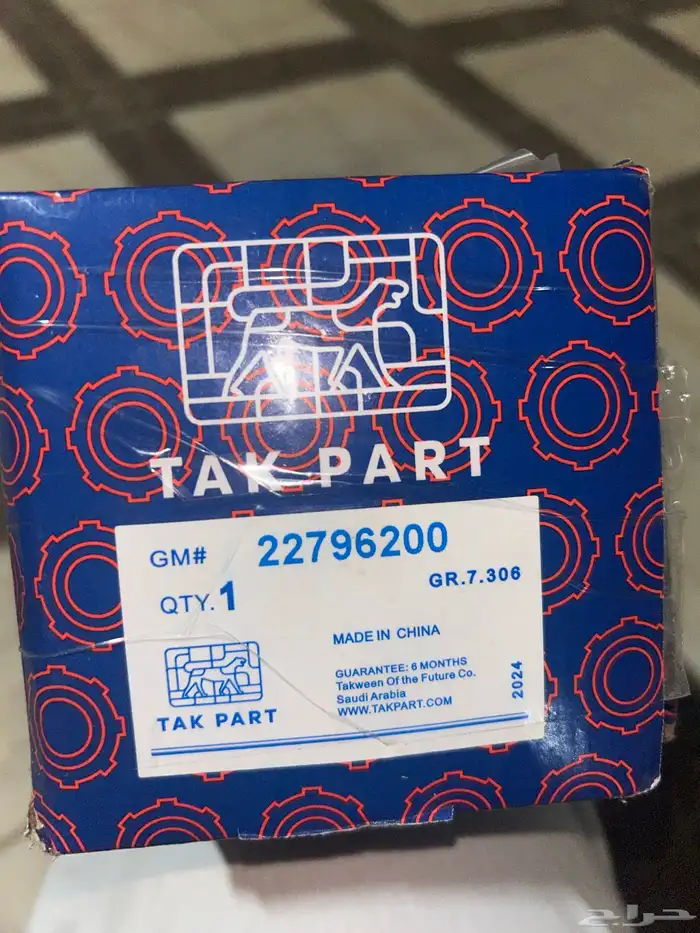 TAK PART
GM# 22796200
GR.7.306
QTY.1
MADE IN CHINA
GUARANTEE: 6 MONTHS
Takween Of the Future Co.
Saudi Arabia
WWW.TAKPART.COM
2024
TAK PART
حراج